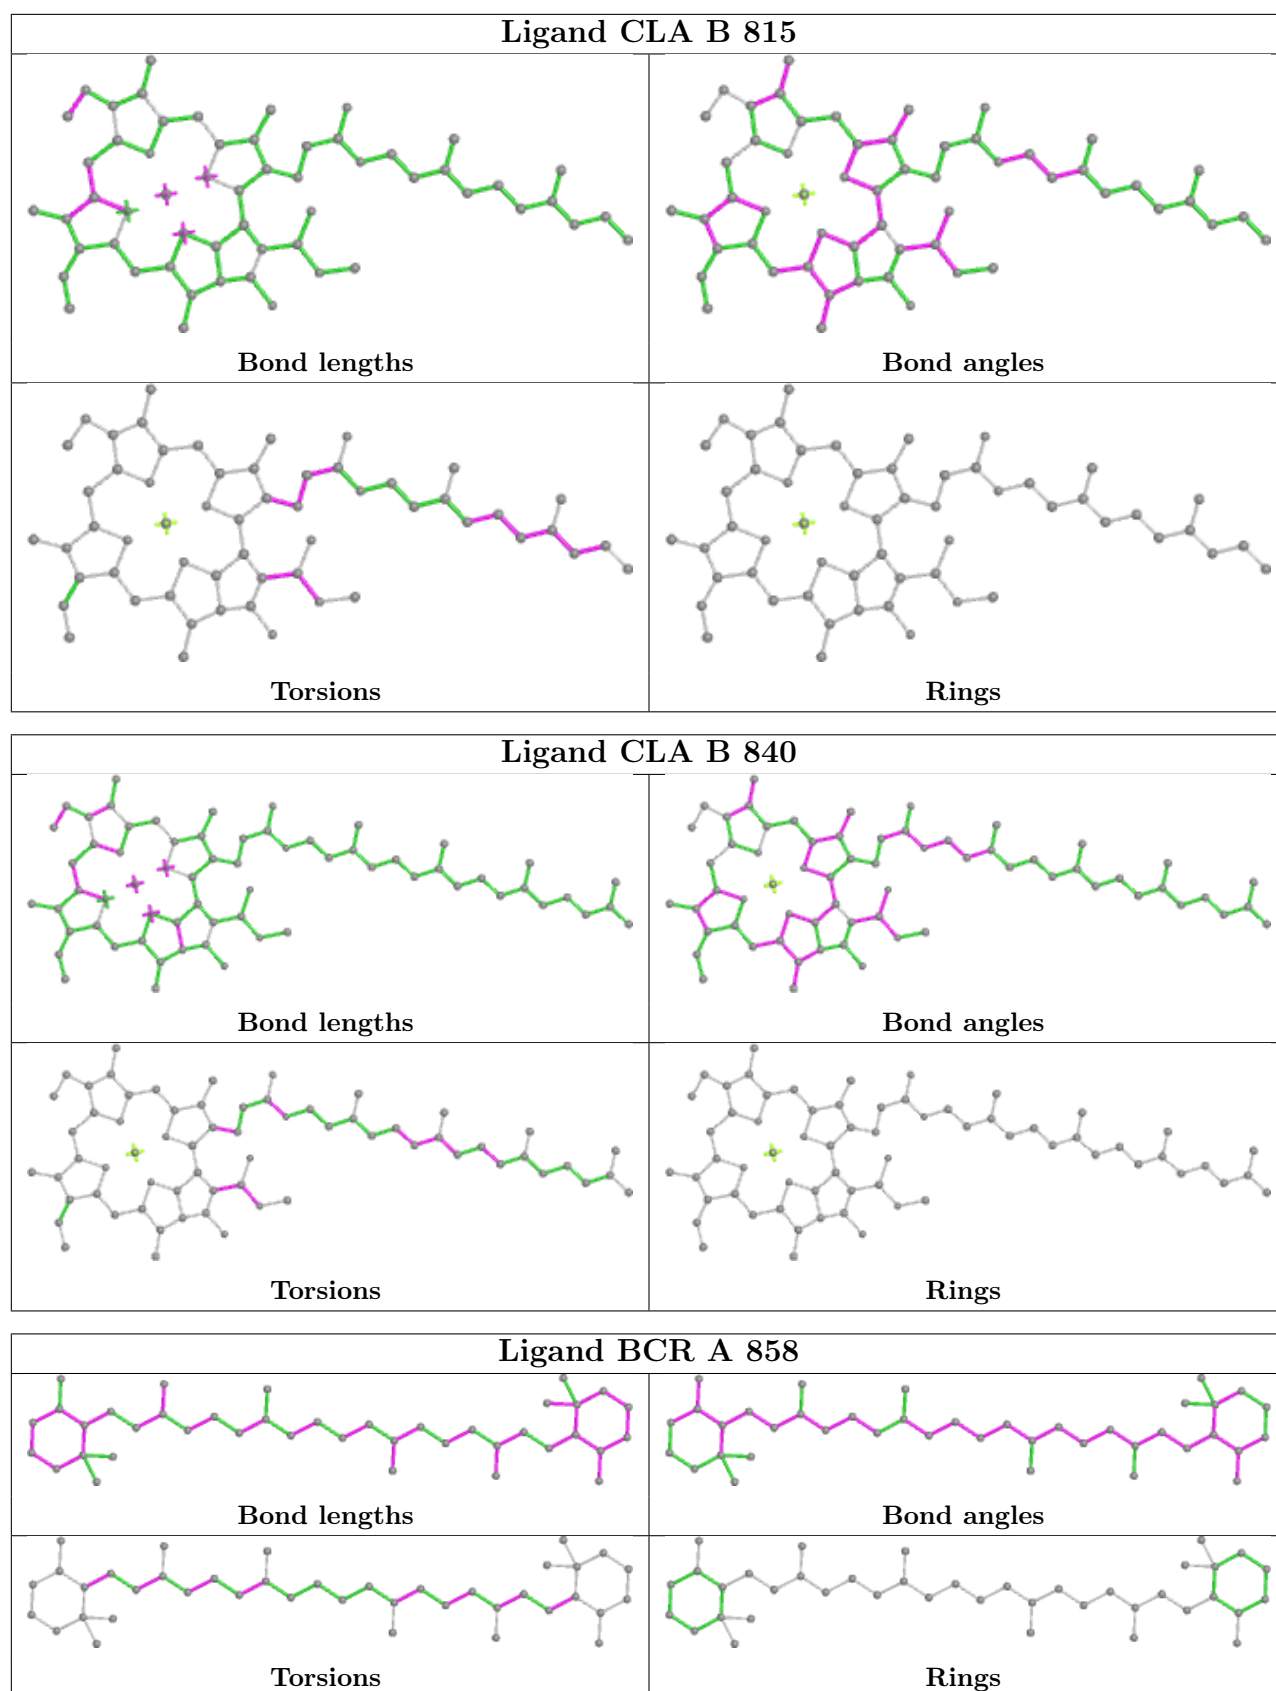 Ligand CLA B 815
Bond lengths
Bond angles
Torsions
Rings
Ligand CLA B 840
Bond lengths
Bond angles
Torsions
Rings
Ligand BCR A 858
Bond lengths
Bond angles
Torsions
Rings